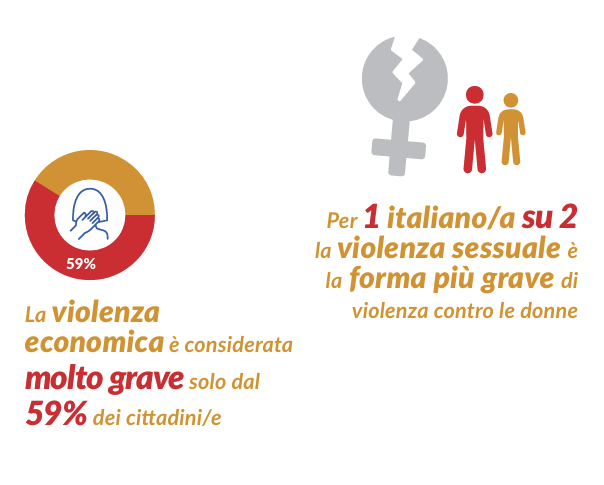 59%
La violenza
economica è considerata
molto grave solo dal
59% dei cittadini/e
Per 1 italiano/a su 2
la violenza sessuale è
la forma più grave di
violenza contro le donne